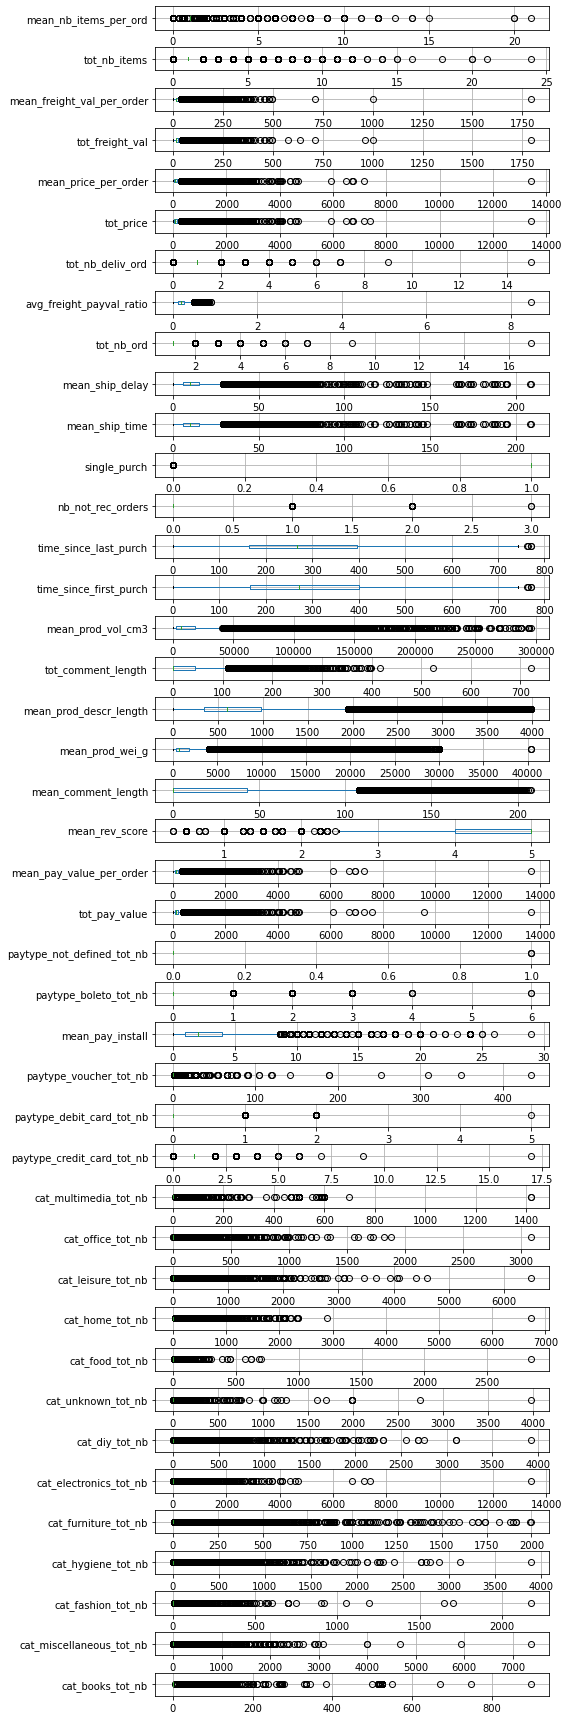 mean_nb_items_per_ord
0 5 10 15 20
tot_nb_items
0 5 10 15 20 25
mean_freight_val_per_order
0 250 500 750 1000 1250 1500 1750
tot_freight_val
0 250 500 750 1000 1250 1500 1750
mean_price_per_order
0 2000 4000 6000 8000 10000 12000 14000
tot_price
0 2000 4000 6000 8000 10000 12000 14000
tot_nb_deliv_ord
0 2 4 6 8 10 12 14
avg_freight_payval_ratio
0 2 4 6 8
tot_nb_ord
2 4 6 8 10 12 14 16
mean_ship_delay
0 50 100 150 200
mean_ship_time
0 50 100 150 200
single_purch
0.0 0.2 0.4 0.6 0.8 1.0
nb_not_rec_orders
0.0 0.5 1.0 1.5 2.0 2.5 3.0
time_since_last_purch
0 100 200 300 400 500 600 700 800
time_since_first_purch
0 100 200 300 400 500 600 700 800
mean_prod_vol_cm3
0 50000 100000 150000 200000 250000 300000
tot_comment_length
0 100 200 300 400 500 600 700
mean_prod_descr_length
0 500 1000 1500 2000 2500 3000 3500 4000
mean_prod_wei_g
0 5000 10000 15000 20000 25000 30000 35000 40000
mean_comment_length
0 50 100 150 200
mean_rev_score
1 2 3 4 5
mean_pay_value_per_order
0 2000 4000 6000 8000 10000 12000 14000
tot_pay_value
0 2000 4000 6000 8000 10000 12000 14000
paytype_not_defined_tot_nb
0.0 0.2 0.4 0.6 0.8 1.0
paytype_boleto_tot_nb
0 1 2 3 4 5 6
mean_pay_install
0 5 10 15 20 25 30
paytype_voucher_tot_nb
0 100 200 300 400
paytype_debit_card_tot_nb
0 1 2 3 4 5
paytype_credit_card_tot_nb
0.0 2.5 5.0 7.5 10.0 12.5 15.0 17.5
cat_multimedia_tot_nb
0 200 400 600 800 1000 1200 1400
cat_office_tot_nb
0 500 1000 1500 2000 2500 3000
cat_leisure_tot_nb
0 1000 2000 3000 4000 5000 6000
cat_home_tot_nb
0 1000 2000 3000 4000 5000 6000 7000
cat_food_tot_nb
0 500 1000 1500 2000 2500
cat_unknown_tot_nb
0 500 1000 1500 2000 2500 3000 3500 4000
cat_diy_tot_nb
0 500 1000 1500 2000 2500 3000 3500 4000
cat_electronics_tot_nb
0 2000 4000 6000 8000 10000 12000 14000
cat_furniture_tot_nb
0 250 500 750 1000 1250 1500 1750 2000
cat_hygiene_tot_nb
0 500 1000 1500 2000 2500 3000 3500 4000
cat_fashion_tot_nb
0 500 1000 1500 2000
cat_miscellaneous_tot_nb
0 1000 2000 3000 4000 5000 6000 7000
cat_books_tot_nb
0 200 400 600 800